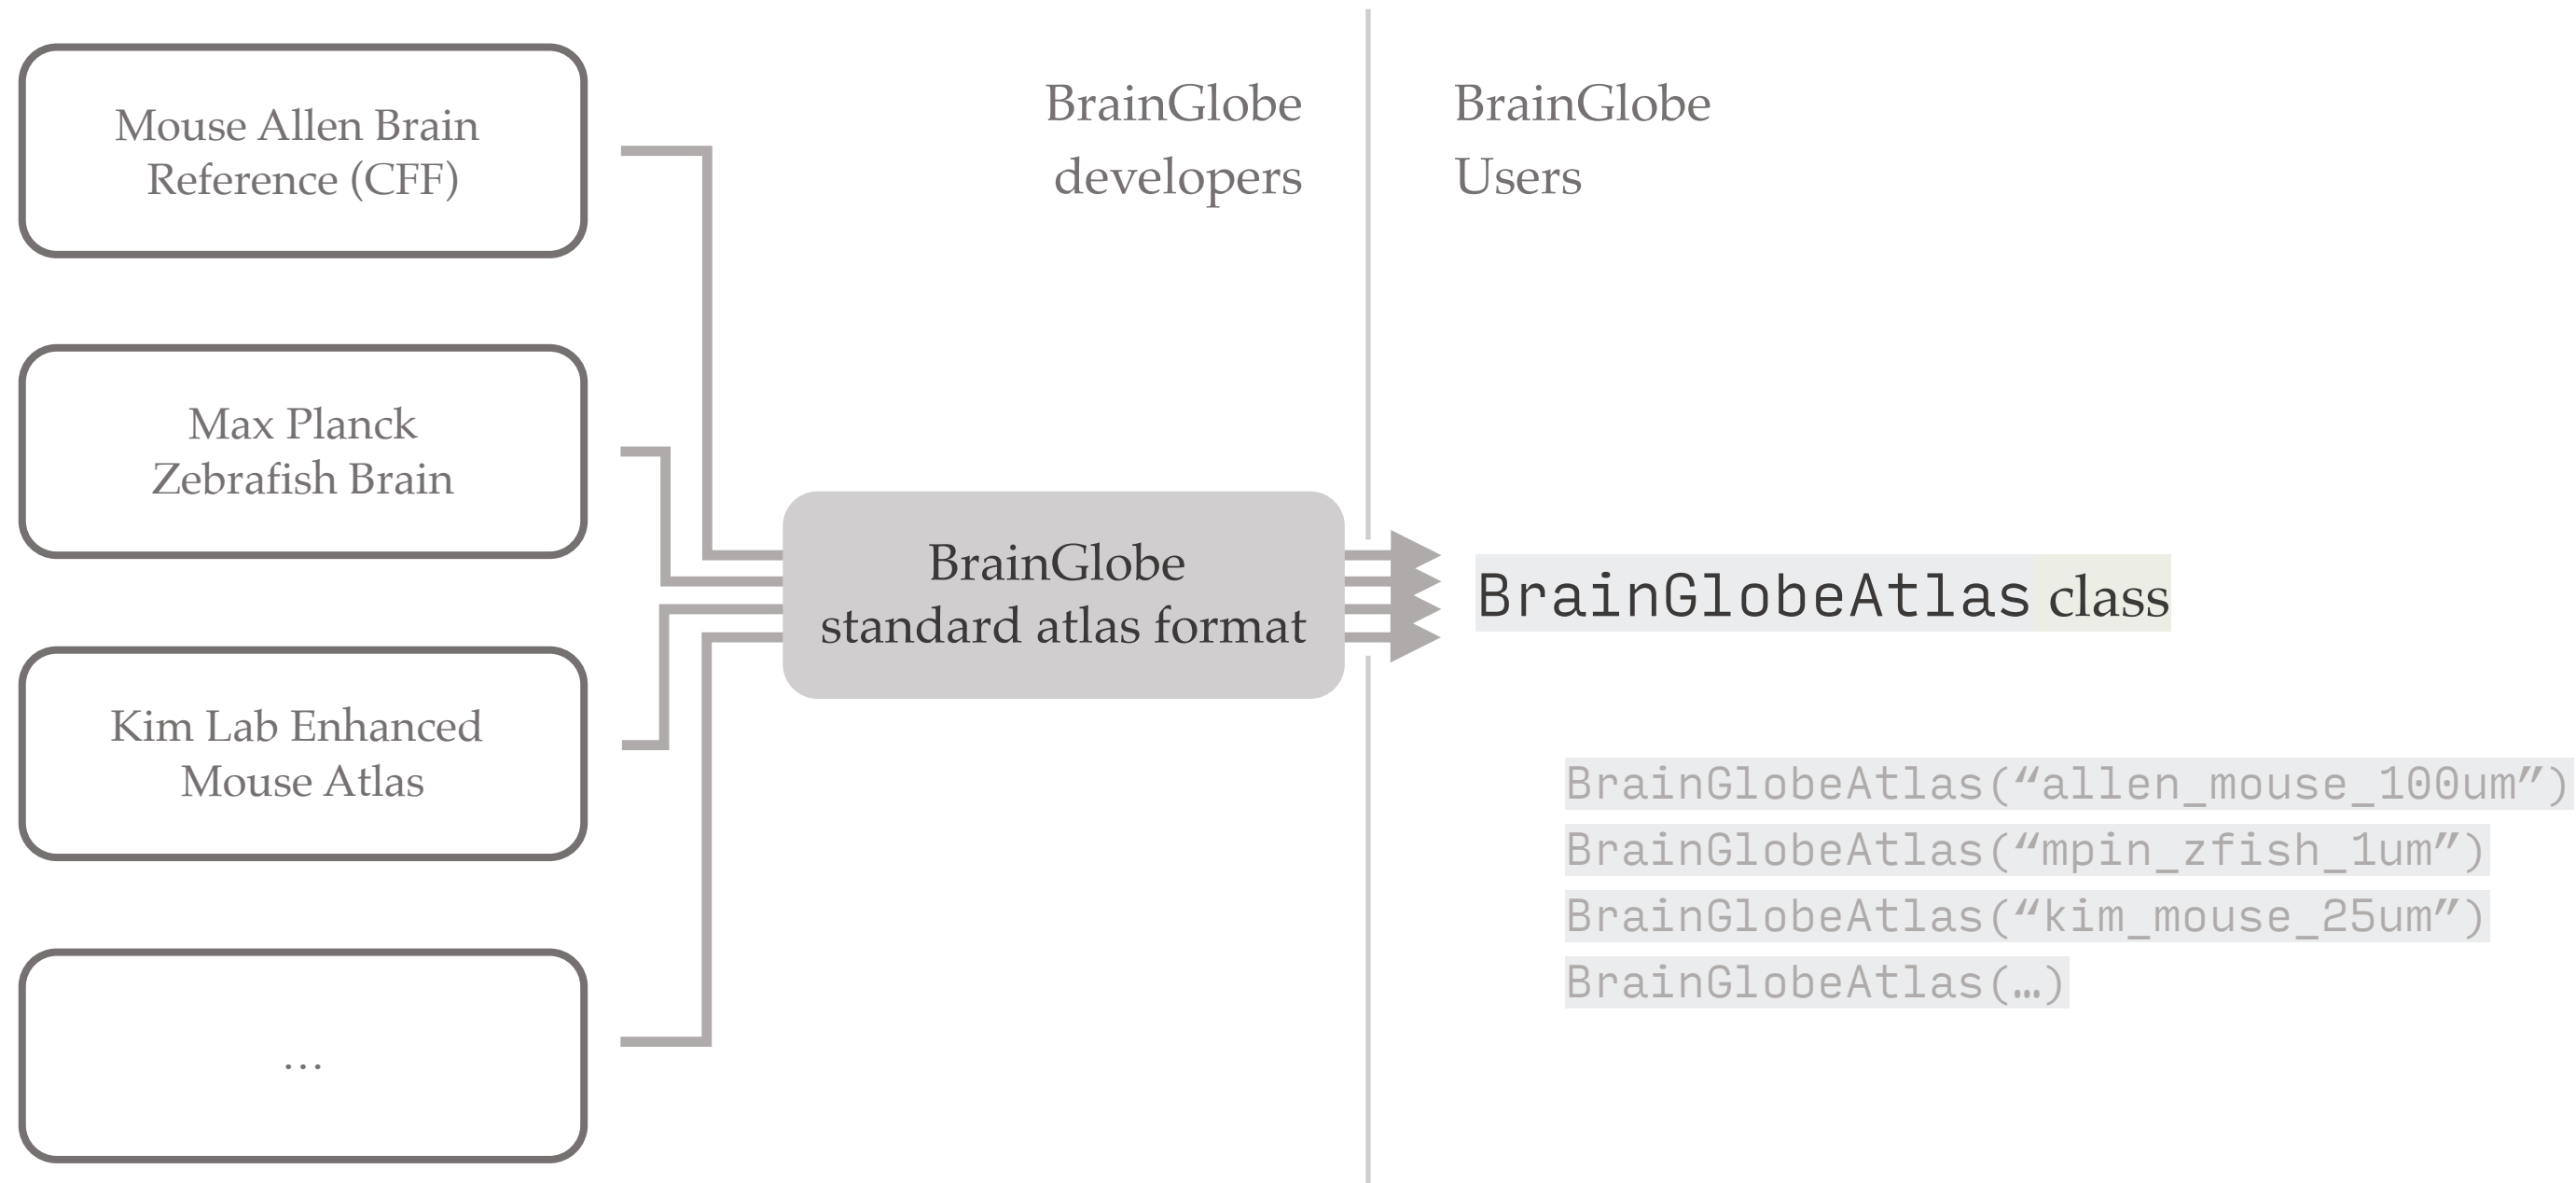 Mouse Allen Brain
Reference (CFF)
Max Planck
Zebrafish Brain
Kim Lab Enhanced
Mouse Atlas
…
BrainGlobe
developers
BrainGlobe
standard atlas format
BrainGlobe
Users
BrainGlobeAtlas class
BrainGlobeAtlas(“allen_mouse_100um”)
BrainGlobeAtlas(“mpin_zfish_1um”)
BrainGlobeAtlas(“kim_mouse_25um”)
BrainGlobeAtlas(…)